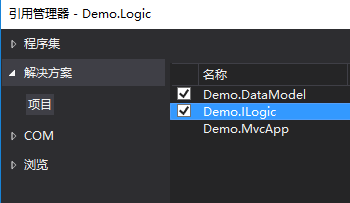 引用管理器 - Demo.Logic
程序集
解决方案
项目
COM
浏览
名称
Demo.DataModel
Demo.ILogic
Demo.MvcApp